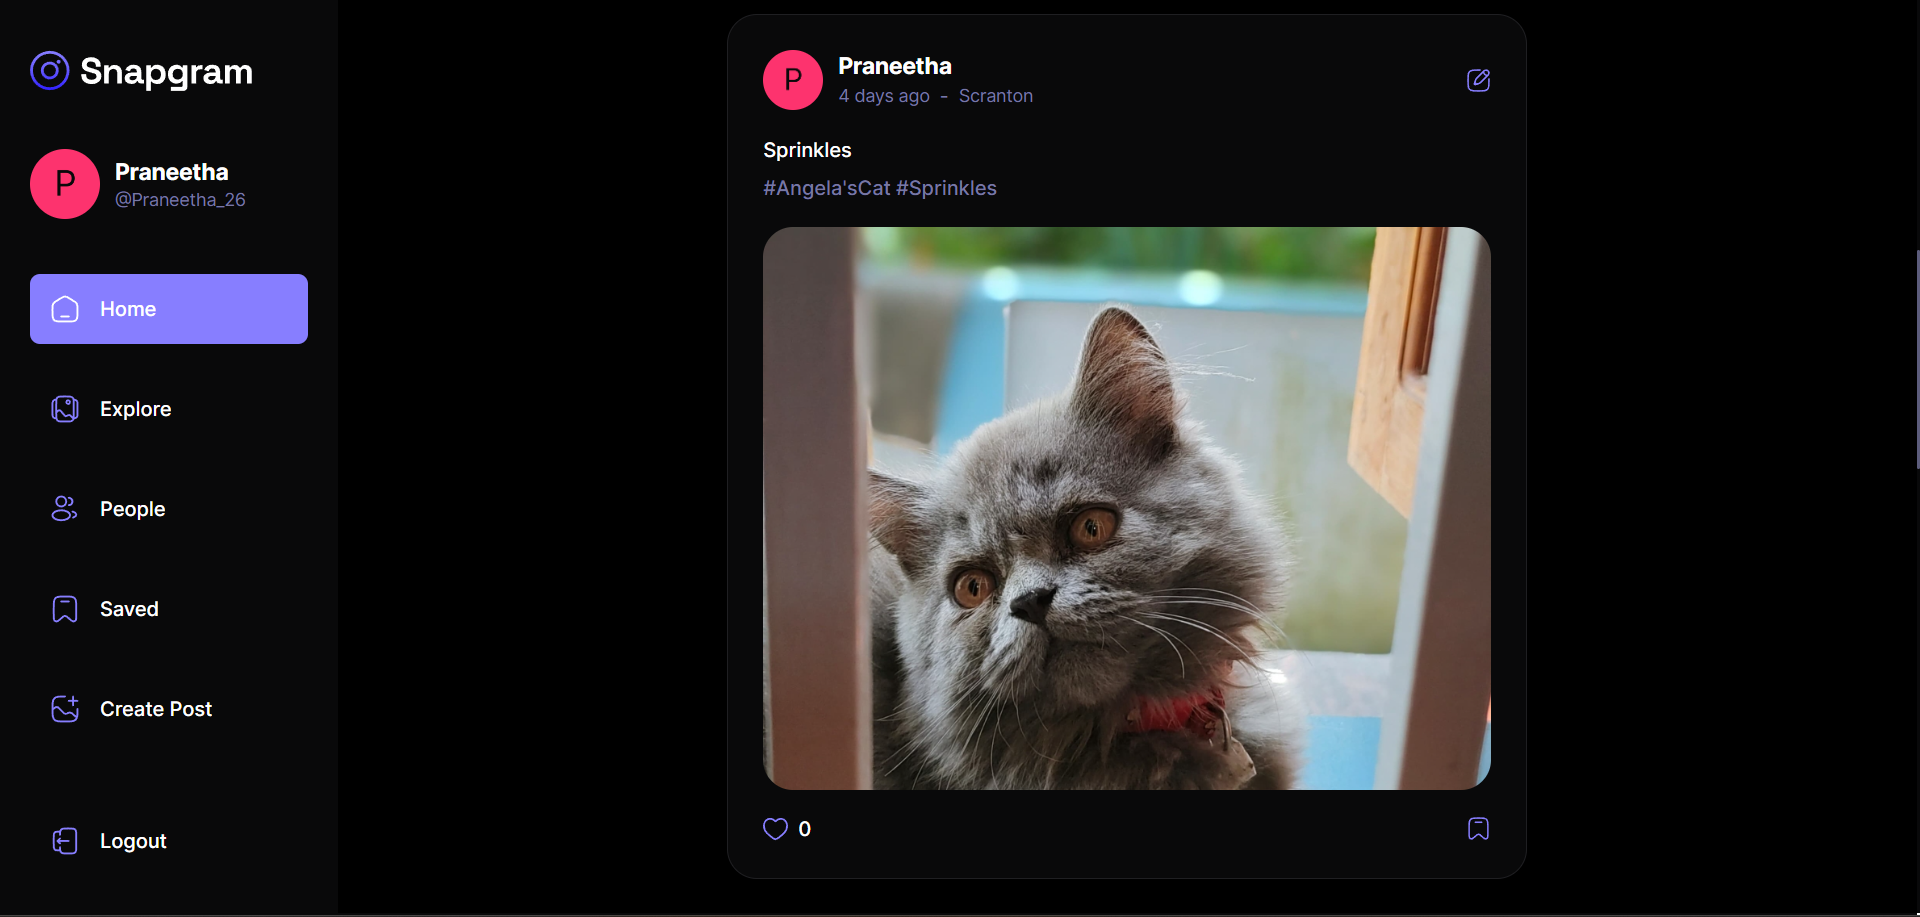 Snapgram
P
Praneetha
@Praneetha_26
Home
Explore
People
Saved
Create Post
Logout
P
Praneetha
4 days ago - Scranton
Sprinkles
#Angela'sCat #Sprinkles
0